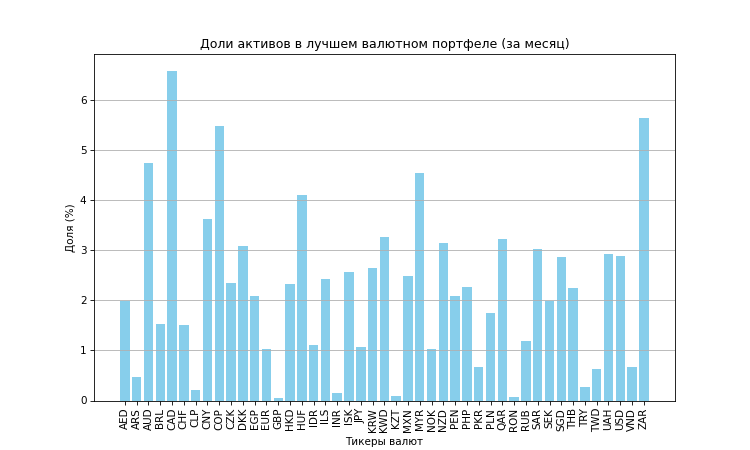 Доли активов в лучшем валютном портфеле (за месяц)
Доля (%)
6
5
4
3
2
1
0
AED ARS AUD BRL CAD CHF CLP CNY COP CZK DKK EGP EUR GBP HKD HUF IDR ILS INR ISK JPY KRW KWD KZT MXN MYR NOK NZD PEN PHP PKR PLN QAR RON RUB SAR SEK SGD THB TRY TWD UAH USD VND ZAR
Тикеры валют